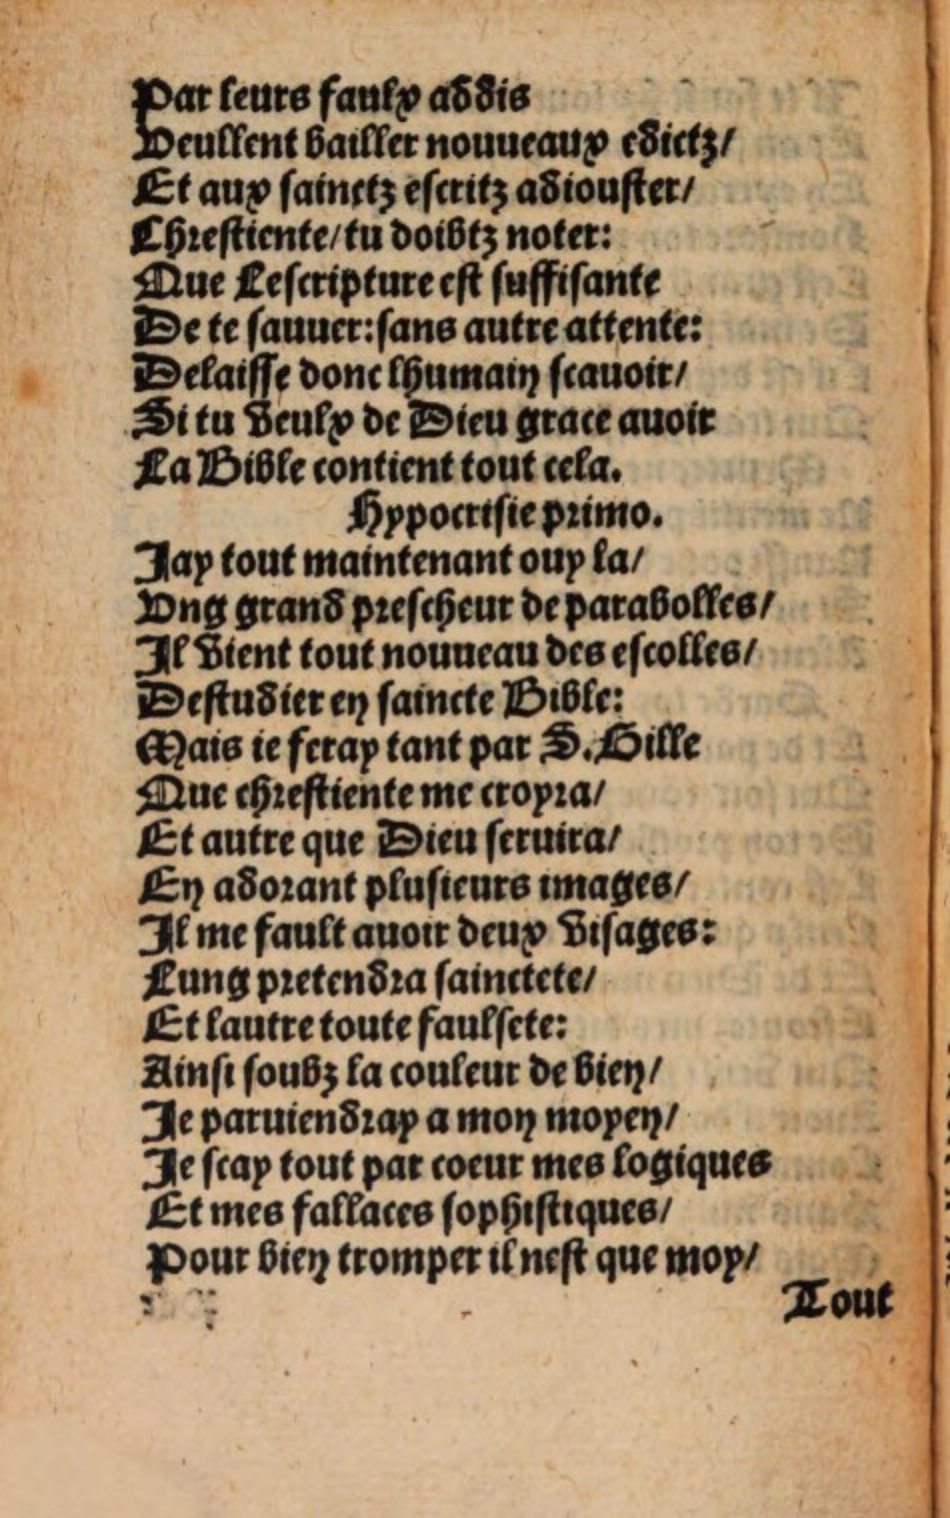 Par leurs faulx addis
Veullent bailler nouueaux edictz/
Et aux sainctz escritz adiouster/
Chrestiente/tu doibtz noter:
Que Lescripture est suffisante
De te sauuer:sans autre attente:
Delaisse donc lhumain scauoir/
Si tu veulx de Dieu grace auoir
La Bible contient tout cela.
Hypocrisie primo.
Jay tout maintenant ouy la/
Vng grand prescheur de parabolles/
Il vient tout nouueau des escolles/
Destudier en saincte Bible:
Mais ie feray tant par S.Gille
Que chrestiente me croyra/
Et autre que Dieu seruira/
En adorant plusieurs images/
Il me fault auoir deux visages:
Lung pretendra sainctete/
Et lautre toute faulsete:
Ainsi soubz la couleur de bien/
Je paruiendray a mon moyen/
Je scay tout par coeur mes logiques
Et mes fallaces sophistiques/
Pour bien tromper il nest que moy/
Tout